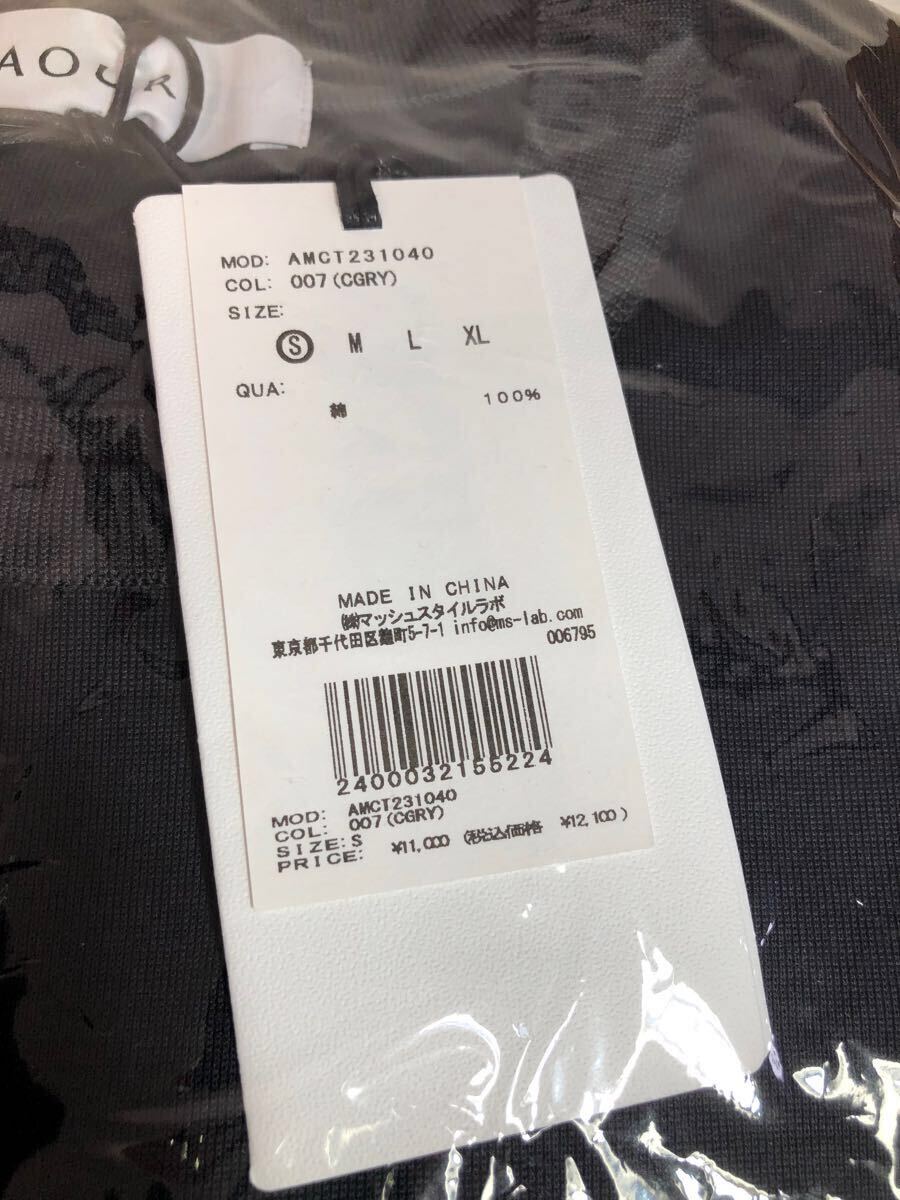 AOUR
MOD: AMCT231040
COL: 007(CGRY)
SIZE:
S M L XL
QUA:
綿 100%
MADE IN CHINA
㈱マッシュスタイルラボ
東京都千代田区麹町5-7-1 info@ms-lab.com
006795
2400032156224
MOD: AMCT231040
COL: 007(CGRY)
SIZE: S
PRICE: ¥11,000 (税込価格 ¥12,100)